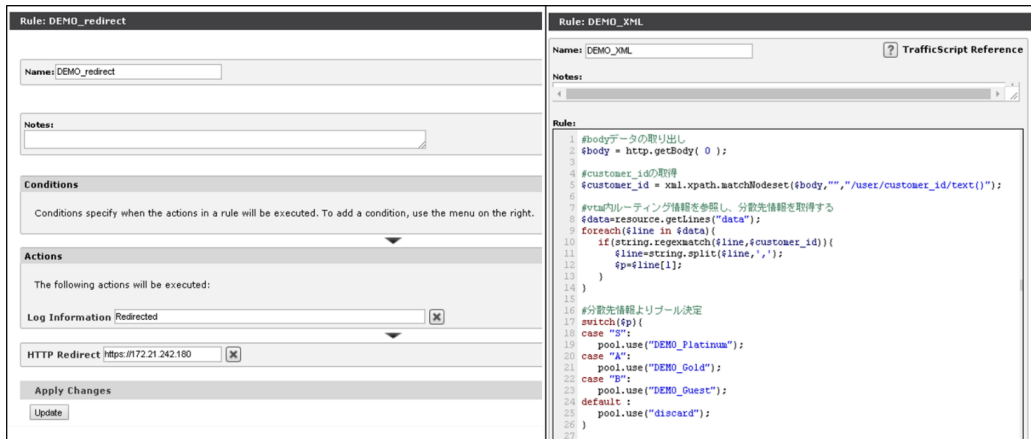 Rule: DEMO_redirect
Name: DEMO_redirect
Notes:
Conditions
Conditions specify when the actions in a rule will be executed. To add a condition, use the menu on the right.
Actions
The following actions will be executed:
Log Information Redirected
HTTP Redirect https://172.21.242.180
Apply Changes
Update
Rule: DEMO_XML
Name: DEMO_XML ? TrafficScript Reference
Notes:
Rule:
1 #bodyデータの取り出し
2 $body = http.getBody( 0 );
3
4 #customer_idの取得
5 $customer_id = xml.xpath.matchNodeset($body,"","/user/customer_id/text()");
6
7 #vtm内ルーティング情報を参照し、分散先情報を取得する
8 $data=resource.getLines("data");
9 foreach($line in $data){
10 if(string.regexmatch($line,$customer_id)){
11 $line=string.split($line,',');
12 $p=$line[1];
13 }
14 }
15
16 #分散先情報よりプール決定
17 switch($p){
18 case "S":
19 pool.use("DEMO_Platinum");
20 case "A":
21 pool.use("DEMO_Gold");
22 case "B":
23 pool.use("DEMO_Guest");
24 default :
25 pool.use("discard");
26 }
27